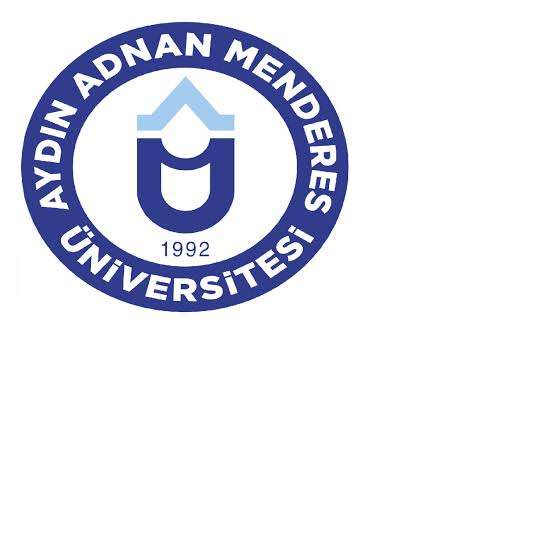 AYDIN ADNAN MENDERES
1992
ÜNİVERSİTESİ